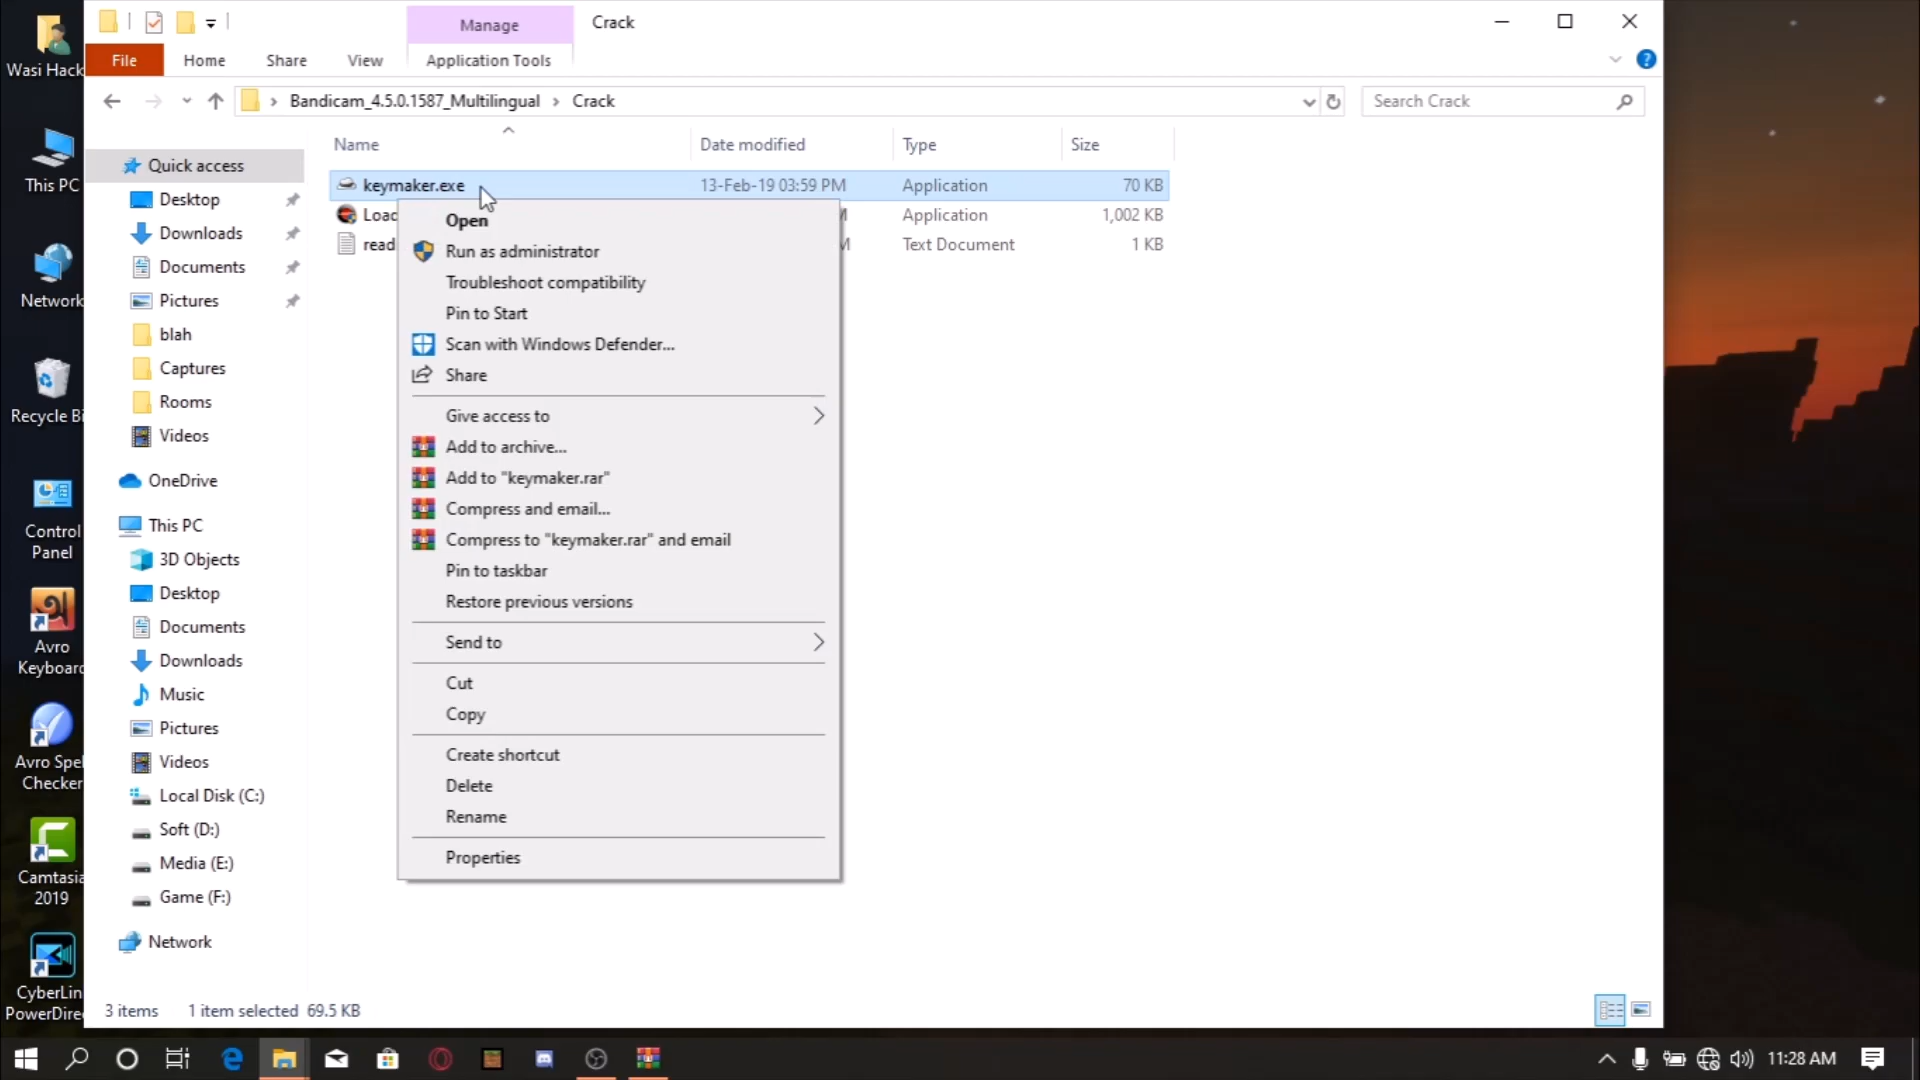 Manage
Crack
File
Home
Share
View
Application Tools
Bandicam_4.5.0.1587_Multilingual
Crack
Search Crack
Name
Date modified
Type
Size
keymaker.exe
13-Feb-19 03:59 PM
Application
70 KB
Application
1,002 KB
Text Document
1 KB
Open
Run as administrator
Troubleshoot compatibility
Pin to Start
Scan with Windows Defender...
Share
Give access to
Add to archive...
Add to "keymaker.rar"
Compress and email...
Compress to "keymaker.rar" and email
Pin to taskbar
Restore previous versions
Send to
Cut
Copy
Create shortcut
Delete
Rename
Properties
Quick access
Desktop
Downloads
Documents
Pictures
blah
Captures
Rooms
Videos
OneDrive
This PC
3D Objects
Desktop
Documents
Downloads
Music
Pictures
Videos
Local Disk (C:)
Soft (D:)
Media (E:)
Game (F:)
Network
3 items
1 item selected 69.5 KB
Wasi Hack
This PC
Network
Recycle Bi
Control
Panel
Avro
Keyboard
Avro Spel
Checker
Camtasia
2019
CyberLin
PowerDire
11:28 AM